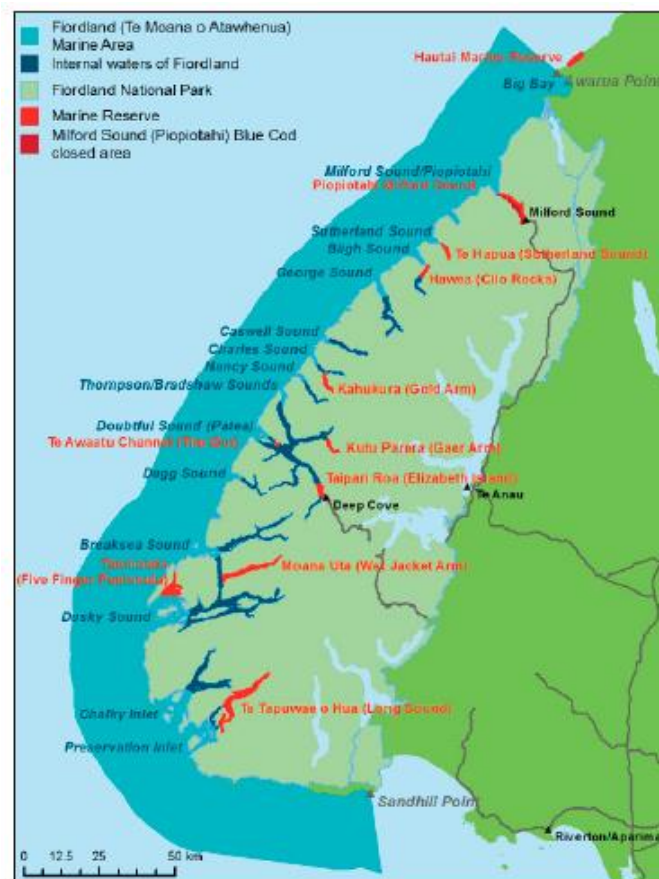 Fiordland (Te Moana o Atawhenua)
Marine Area
Internal waters of Fiordland
Fiordland National Park
Marine Reserve
Milford Sound (Piopiotahi) Blue Cod
closed area
Hautai Marine Reserve
Big Bay
Awarua Point
Milford Sound/Piopiotahi
Piopiotahi (Milford Sound)
Milford Sound
Sutherland Sound
Te Hapua (Sutherland Sound)
Bligh Sound
Hawea (Clio Rocks)
George Sound
Caswell Sound
Charles Sound
Nancy Sound
Thompson/Bradshaw Sounds
Kahukura (Gold Arm)
Doubtful Sound (Patea)
Te Awaatu Channel (The Gut)
Kutu Parera (Gaer Arm)
Dagg Sound
Taipari Roa (Elizabeth Island)
Te Anau
Deep Cove
Breaksea Sound
(Five Finger Peninsula)
Moana Uta (Wet Jacket Arm)
Dusky Sound
Te Tapuwae o Hua (Long Sound)
Chalky Inlet
Preservation Inlet
Sandhill Point
Riverton/Aparima
0 12.5 25 50 km